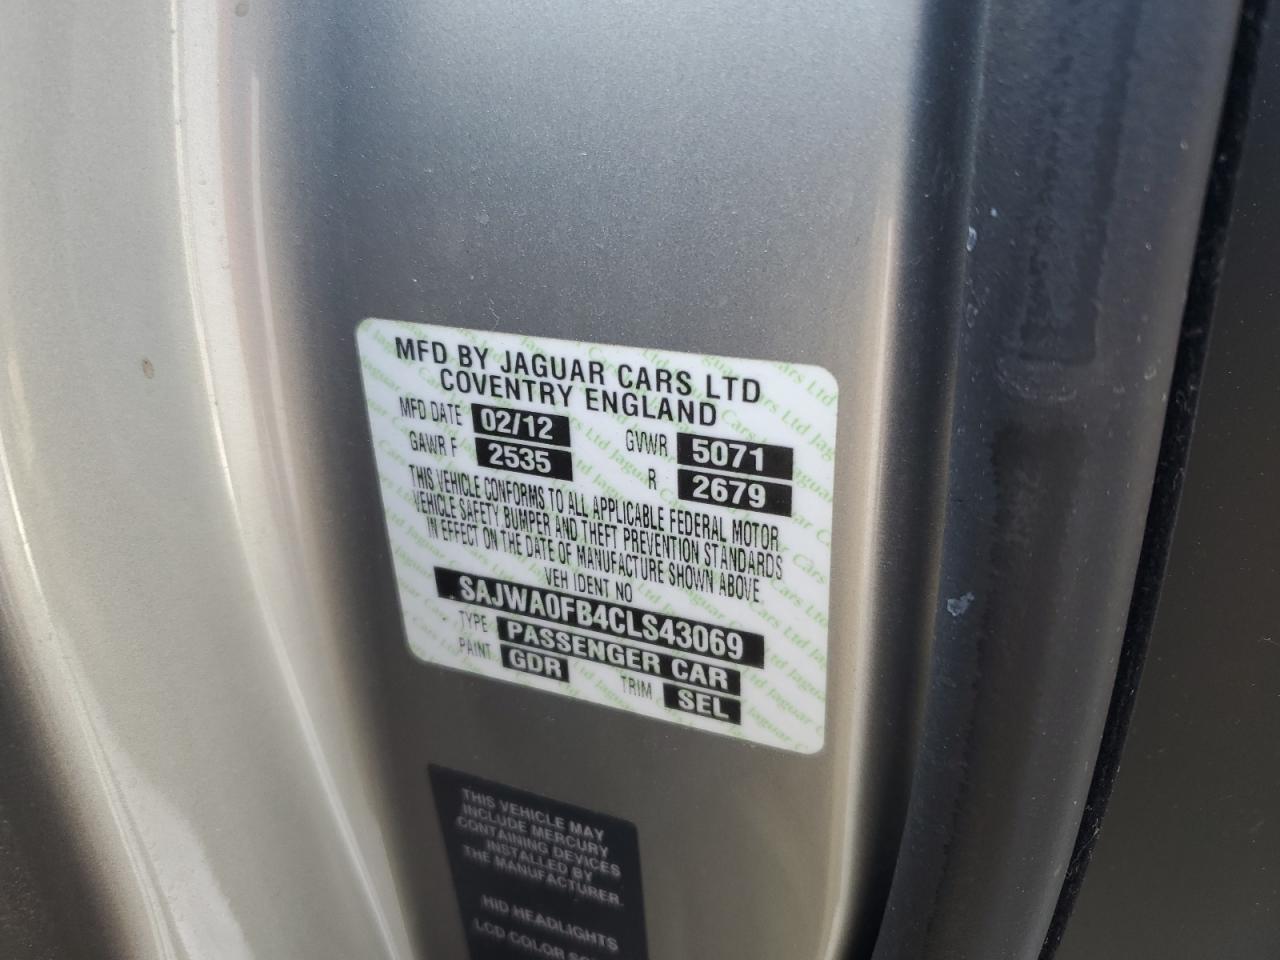 MFD BY JAGUAR CARS LTD
COVENTRY ENGLAND
MFD DATE 02/12 GVWR 5071
GAWR F 2535 R 2679
THIS VEHICLE CONFORMS TO ALL APPLICABLE FEDERAL MOTOR
VEHICLE SAFETY BUMPER AND THEFT PREVENTION STANDARDS
IN EFFECT ON THE DATE OF MANUFACTURE SHOWN ABOVE
VEH IDENT NO
SAJWA0FB4CLS43069
TYPE PASSENGER CAR
PAINT GDR TRIM SEL
THIS VEHICLE MAY
INCLUDE MERCURY
CONTAINING DEVICES
INSTALLED BY
THE MANUFACTURER.
HID HEADLIGHTS
LCD COLOR